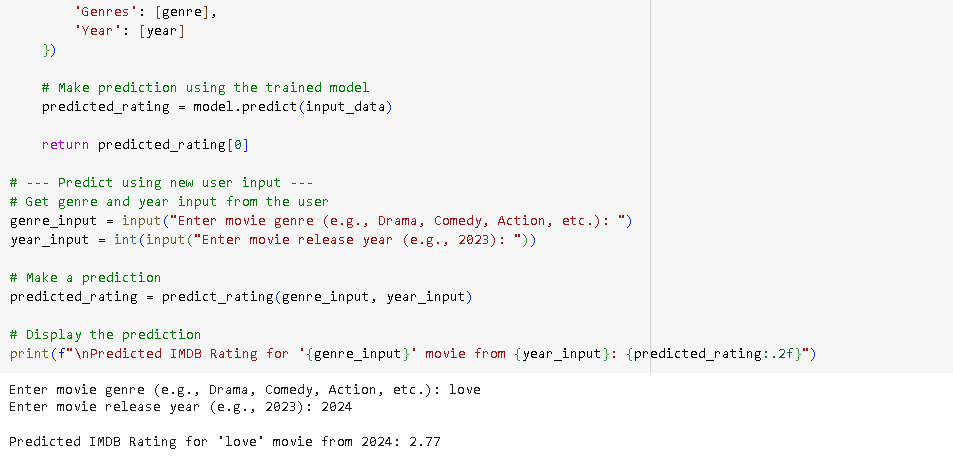 'Genres': [genre],
'Year': [year]
})
# Make prediction using the trained model
predicted_rating = model.predict(input_data)
return predicted_rating[0]
# --- Predict using new user input ---
# Get genre and year input from the user
genre_input = input("Enter movie genre (e.g., Drama, Comedy, Action, etc.): ")
year_input = int(input("Enter movie release year (e.g., 2023): "))
# Make a prediction
predicted_rating = predict_rating(genre_input, year_input)
# Display the prediction
print(f"\nPredicted IMDB Rating for '{genre_input}' movie from {year_input}: {predicted_rating:.2f}")
Enter movie genre (e.g., Drama, Comedy, Action, etc.): love
Enter movie release year (e.g., 2023): 2024
Predicted IMDB Rating for 'love' movie from 2024: 2.77